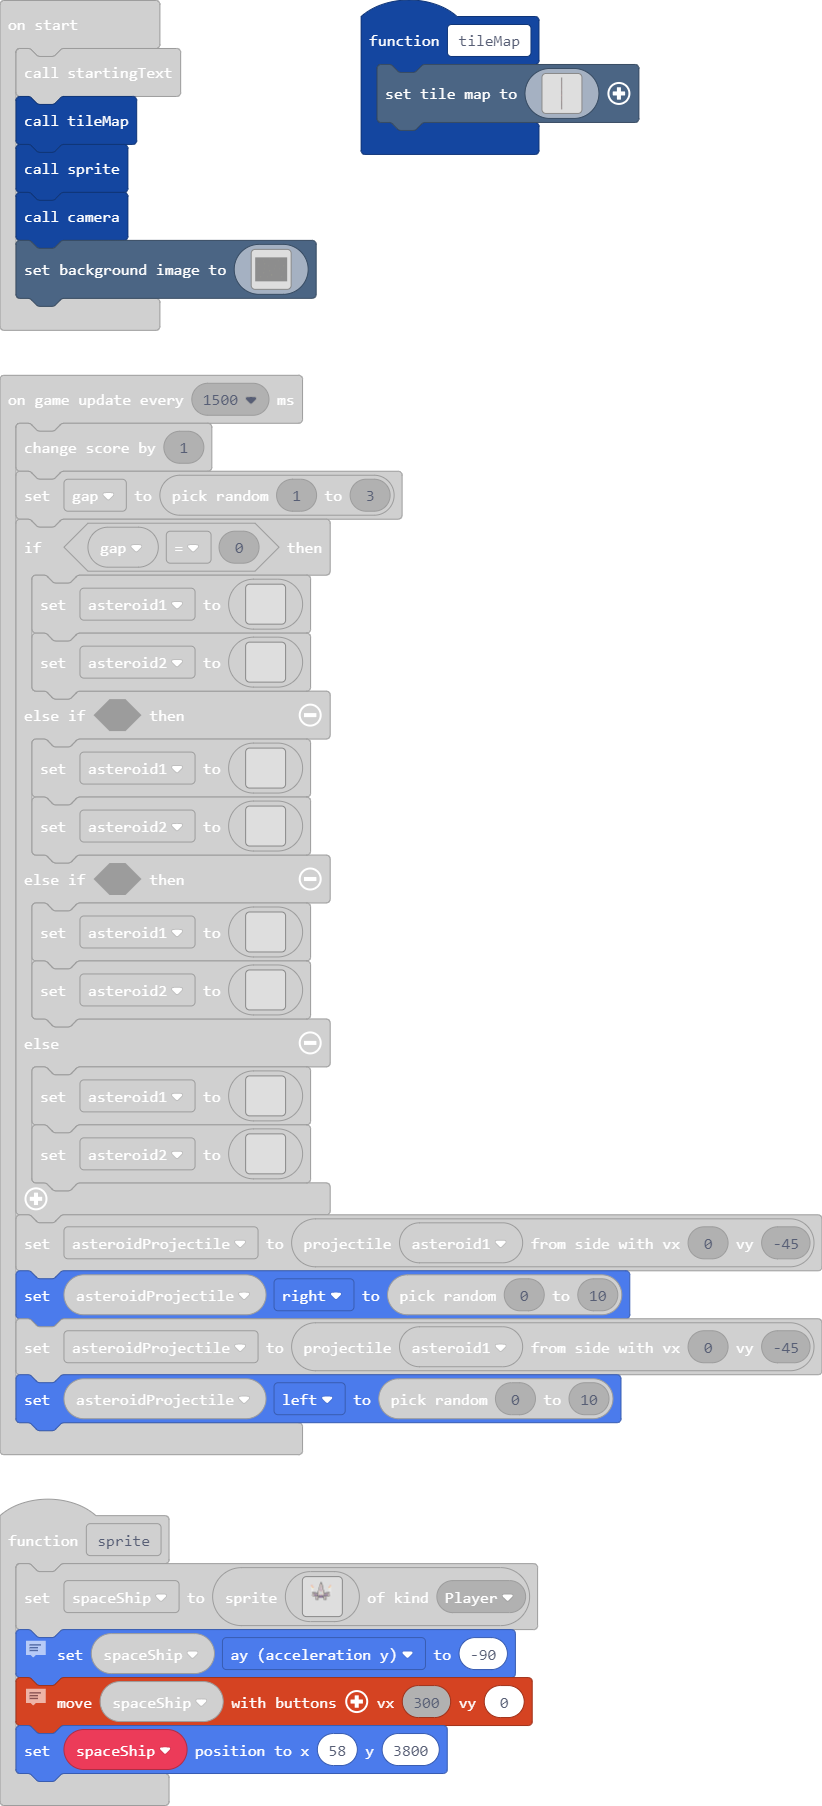 on start
call startingText
call tileMap
call sprite
call camera
set background image to
function tileMap
set tile map to
on game update every 1500 ms
change score by 1
set gap to pick random 1 to 3
if gap = 0 then
set asteroid1 to
set asteroid2 to
else if then
set asteroid1 to
set asteroid2 to
else if then
set asteroid1 to
set asteroid2 to
else
set asteroid1 to
set asteroid2 to
set asteroidProjectile to projectile asteroid1 from side with vx 0 vy -45
set asteroidProjectile right to pick random 0 to 10
set asteroidProjectile to projectile asteroid1 from side with vx 0 vy -45
set asteroidProjectile left to pick random 0 to 10
function sprite
set spaceShip to sprite of kind Player
set spaceShip ay (acceleration y) to -90
move spaceShip with buttons vx 300 vy 0
set spaceShip position to x 58 y 3800